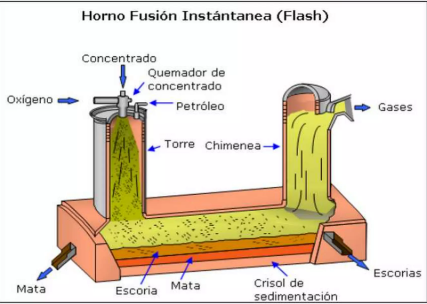 Horno Fusión Instántanea (Flash)
Concentrado
Quemador de
concentrado
Oxígeno
Petróleo
Gases
Torre
Chimenea
Mata
Escoria
Mata
Crisol de
sedimentación
Escorias